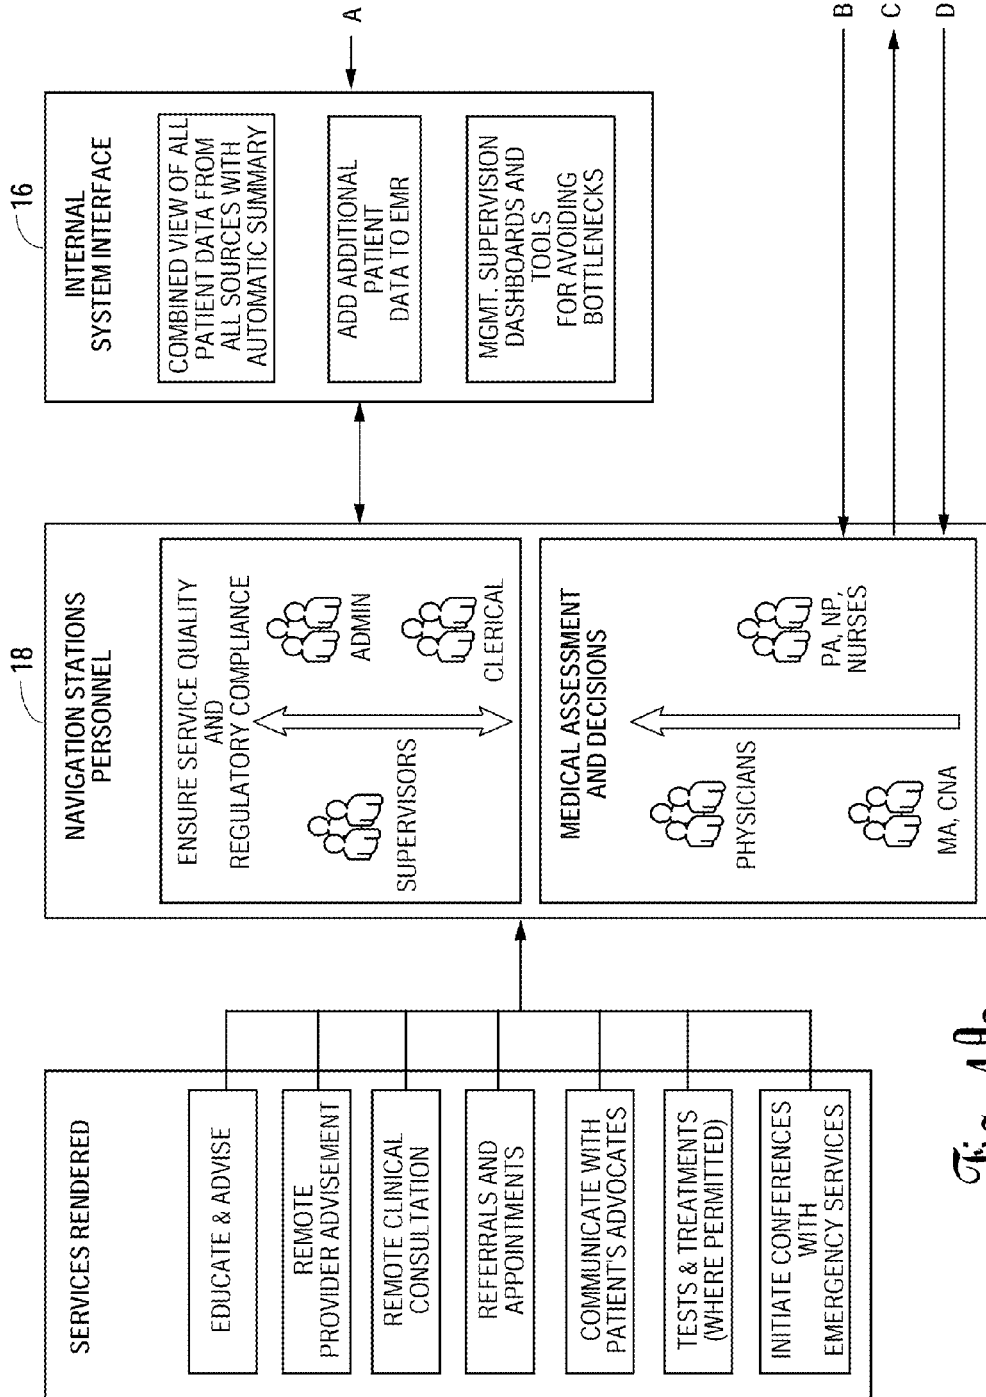 SERVICES RENDERED
EDUCATE & ADVISE
REMOTE
PROVIDER ADVISEMENT
REMOTE CLINICAL
CONSULTATION
REFERRALS AND
APPOINTMENTS
COMMUNICATE WITH
PATIENT'S ADVOCATES
TESTS & TREATMENTS
(WHERE PERMITTED)
INITIATE CONFERENCES
WITH
EMERGENCY SERVICES
18
NAVIGATION STATIONS
PERSONNEL
ENSURE SERVICE QUALITY
AND
REGULATORY COMPLIANCE
SUPERVISORS
ADMIN
CLERICAL
MEDICAL ASSESSMENT
AND DECISIONS
PHYSICIANS
PA, NP,
NURSES
MA, CNA
16
INTERNAL
SYSTEM INTERFACE
COMBINED VIEW OF ALL
PATIENT DATA FROM
ALL SOURCES WITH
AUTOMATIC SUMMARY
ADD ADDITIONAL
PATIENT
DATA TO EMR
MGMT. SUPERVISION
DASHBOARDS AND
TOOLS
FOR AVOIDING
BOTTLENECKS
A
B
C
D